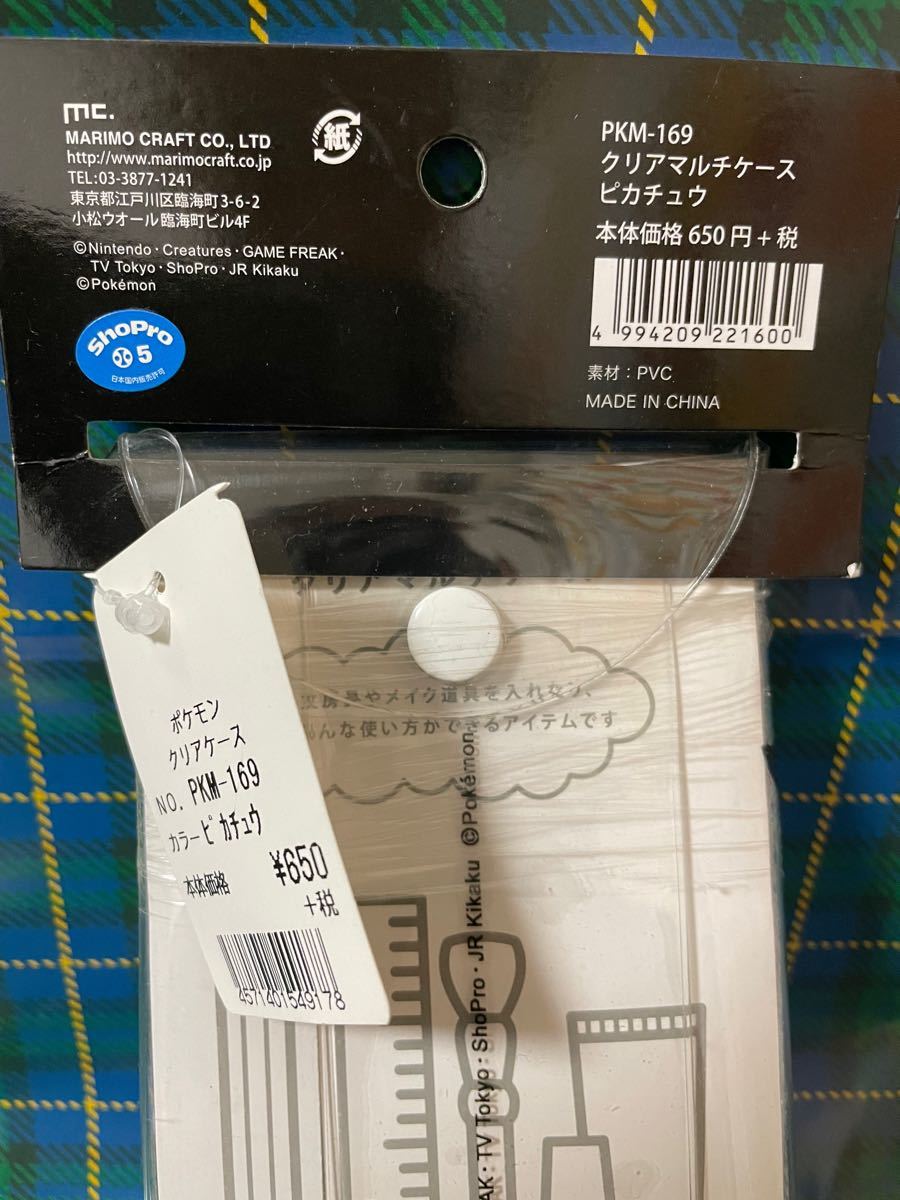 mc.
MARIMO CRAFT CO., LTD
http://www.marimocraft.co.jp
TEL:03-3877-1241
東京都江戸川区臨海町3-6-2
小松ウオール臨海町ビル4F
©Nintendo・Creatures・GAME FREAK・
TV Tokyo・ShoPro・JR Kikaku
©Pokémon
ShoPro
5
日本国内販売許可
紙
PKM-169
クリアマルチケース
ピカチュウ
本体価格 650 円 + 税
4 994209 221600
素材：PVC
MADE IN CHINA
房具やメイク道具を入れたり、
んな使い方ができるアイテムです
ポケモン
クリアケース
NO. PKM-169
カラーピカチュウ
本体価格 ¥650
+税
4571401549178
AK・TV Tokyo・ShoPro・JR Kikaku ©Pokémon